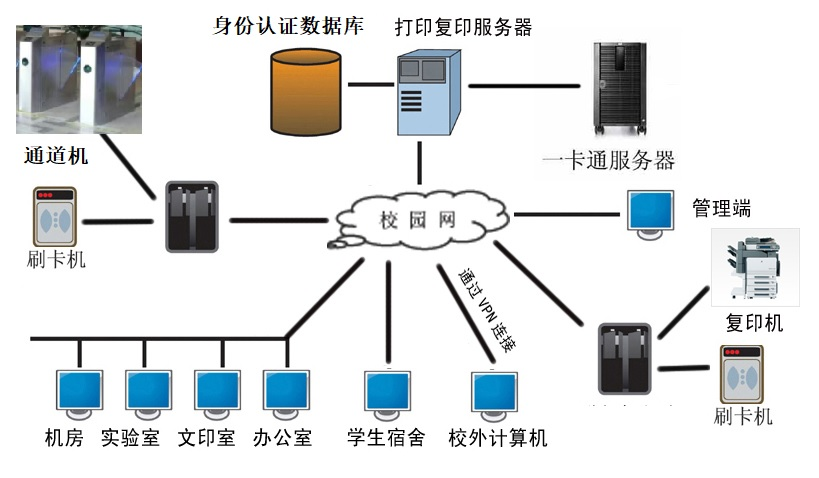 身份认证数据库
打印复印服务器
通道机
一卡通服务器
刷卡机
校园网
管理端
通过 VPN 连接
复印机
刷卡机
机房
实验室
文印室
办公室
学生宿舍
校外计算机